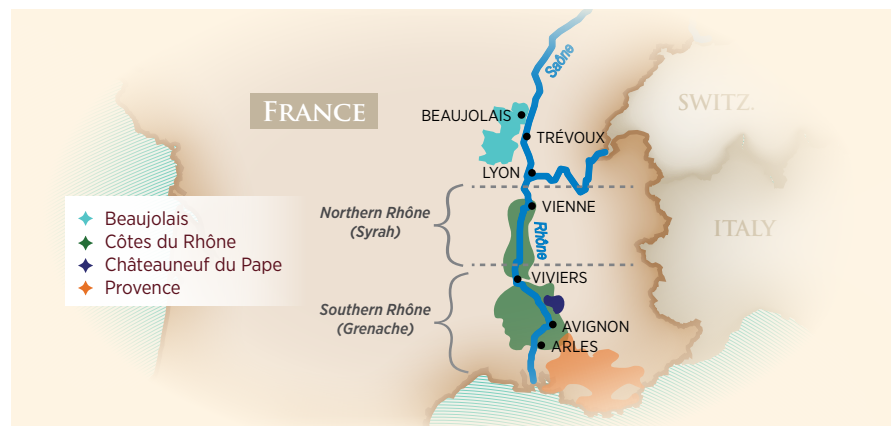 Saône
SWITZ.
FRANCE
BEAUJOLAIS
TRÉVOUX
LYON
Northern Rhône
(Syrah)
VIENNE
Rhône
ITALY
Beaujolais
Côtes du Rhône
Châteauneuf du Pape
Provence
VIVIERS
Southern Rhône
(Grenache)
AVIGNON
ARLES